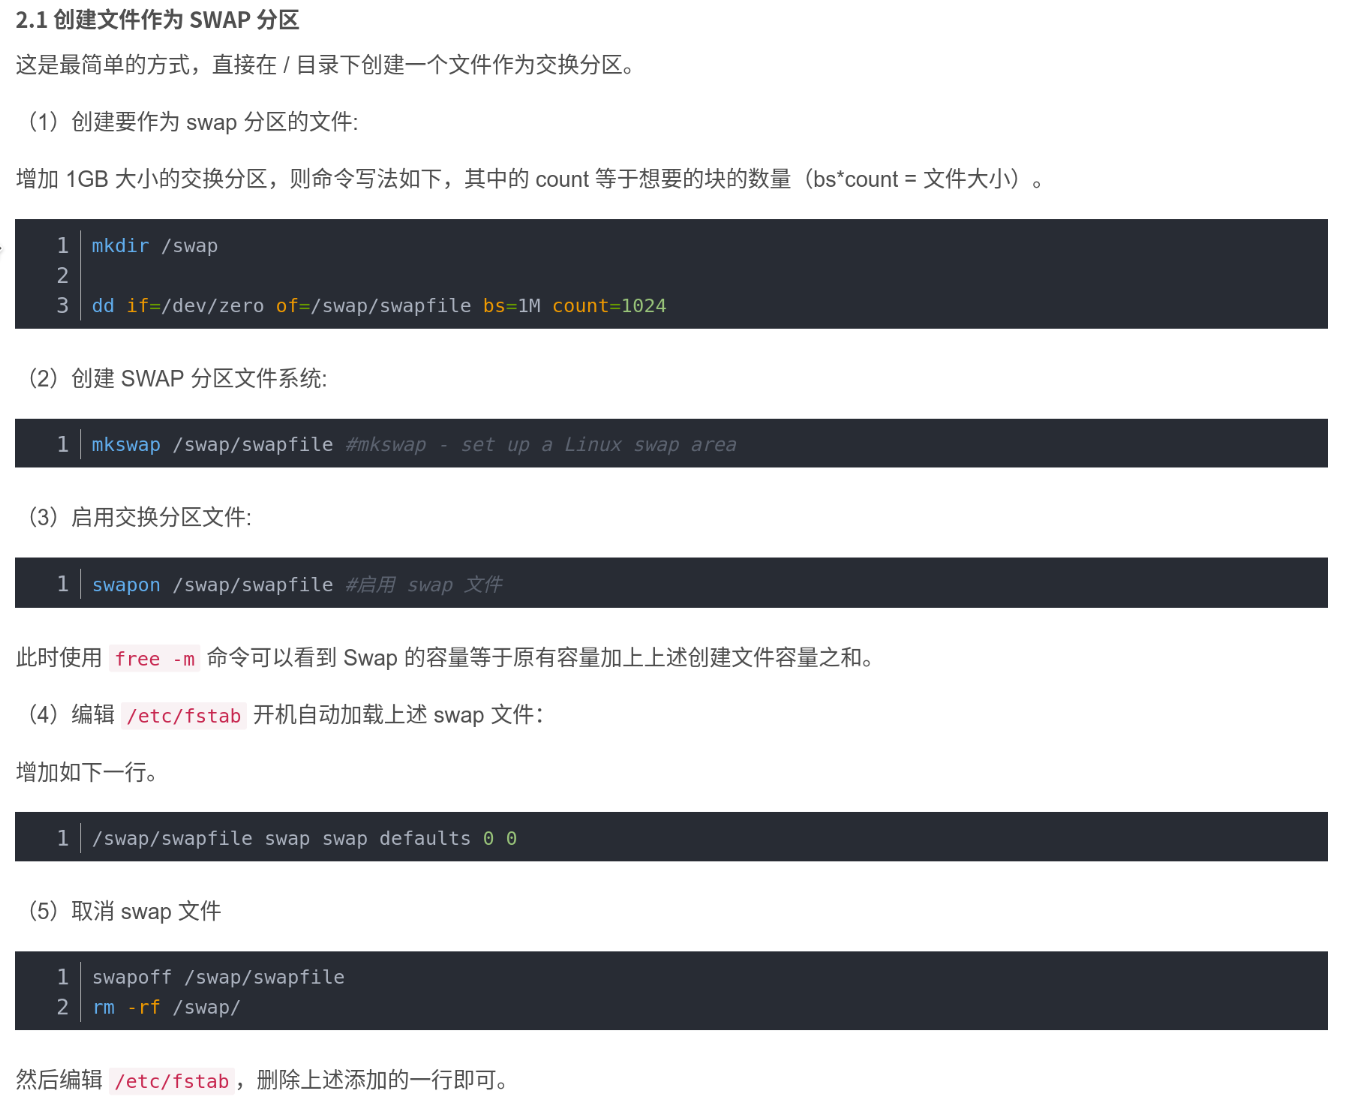 2.1 创建文件作为 SWAP 分区
这是最简单的方式，直接在 / 目录下创建一个文件作为交换分区。
（1）创建要作为 swap 分区的文件:
增加 1GB 大小的交换分区，则命令写法如下，其中的 count 等于想要的块的数量（bs*count = 文件大小）。
1 mkdir /swap
2
3 dd if=/dev/zero of=/swap/swapfile bs=1M count=1024
（2）创建 SWAP 分区文件系统:
1 mkswap /swap/swapfile #mkswap - set up a Linux swap area
（3）启用交换分区文件:
1 swapon /swap/swapfile #启用 swap 文件
此时使用 free -m 命令可以看到 Swap 的容量等于原有容量加上上述创建文件容量之和。
（4）编辑 /etc/fstab 开机自动加载上述 swap 文件：
增加如下一行。
1 /swap/swapfile swap swap defaults 0 0
（5）取消 swap 文件
1 swapoff /swap/swapfile
2 rm -rf /swap/
然后编辑 /etc/fstab，删除上述添加的一行即可。